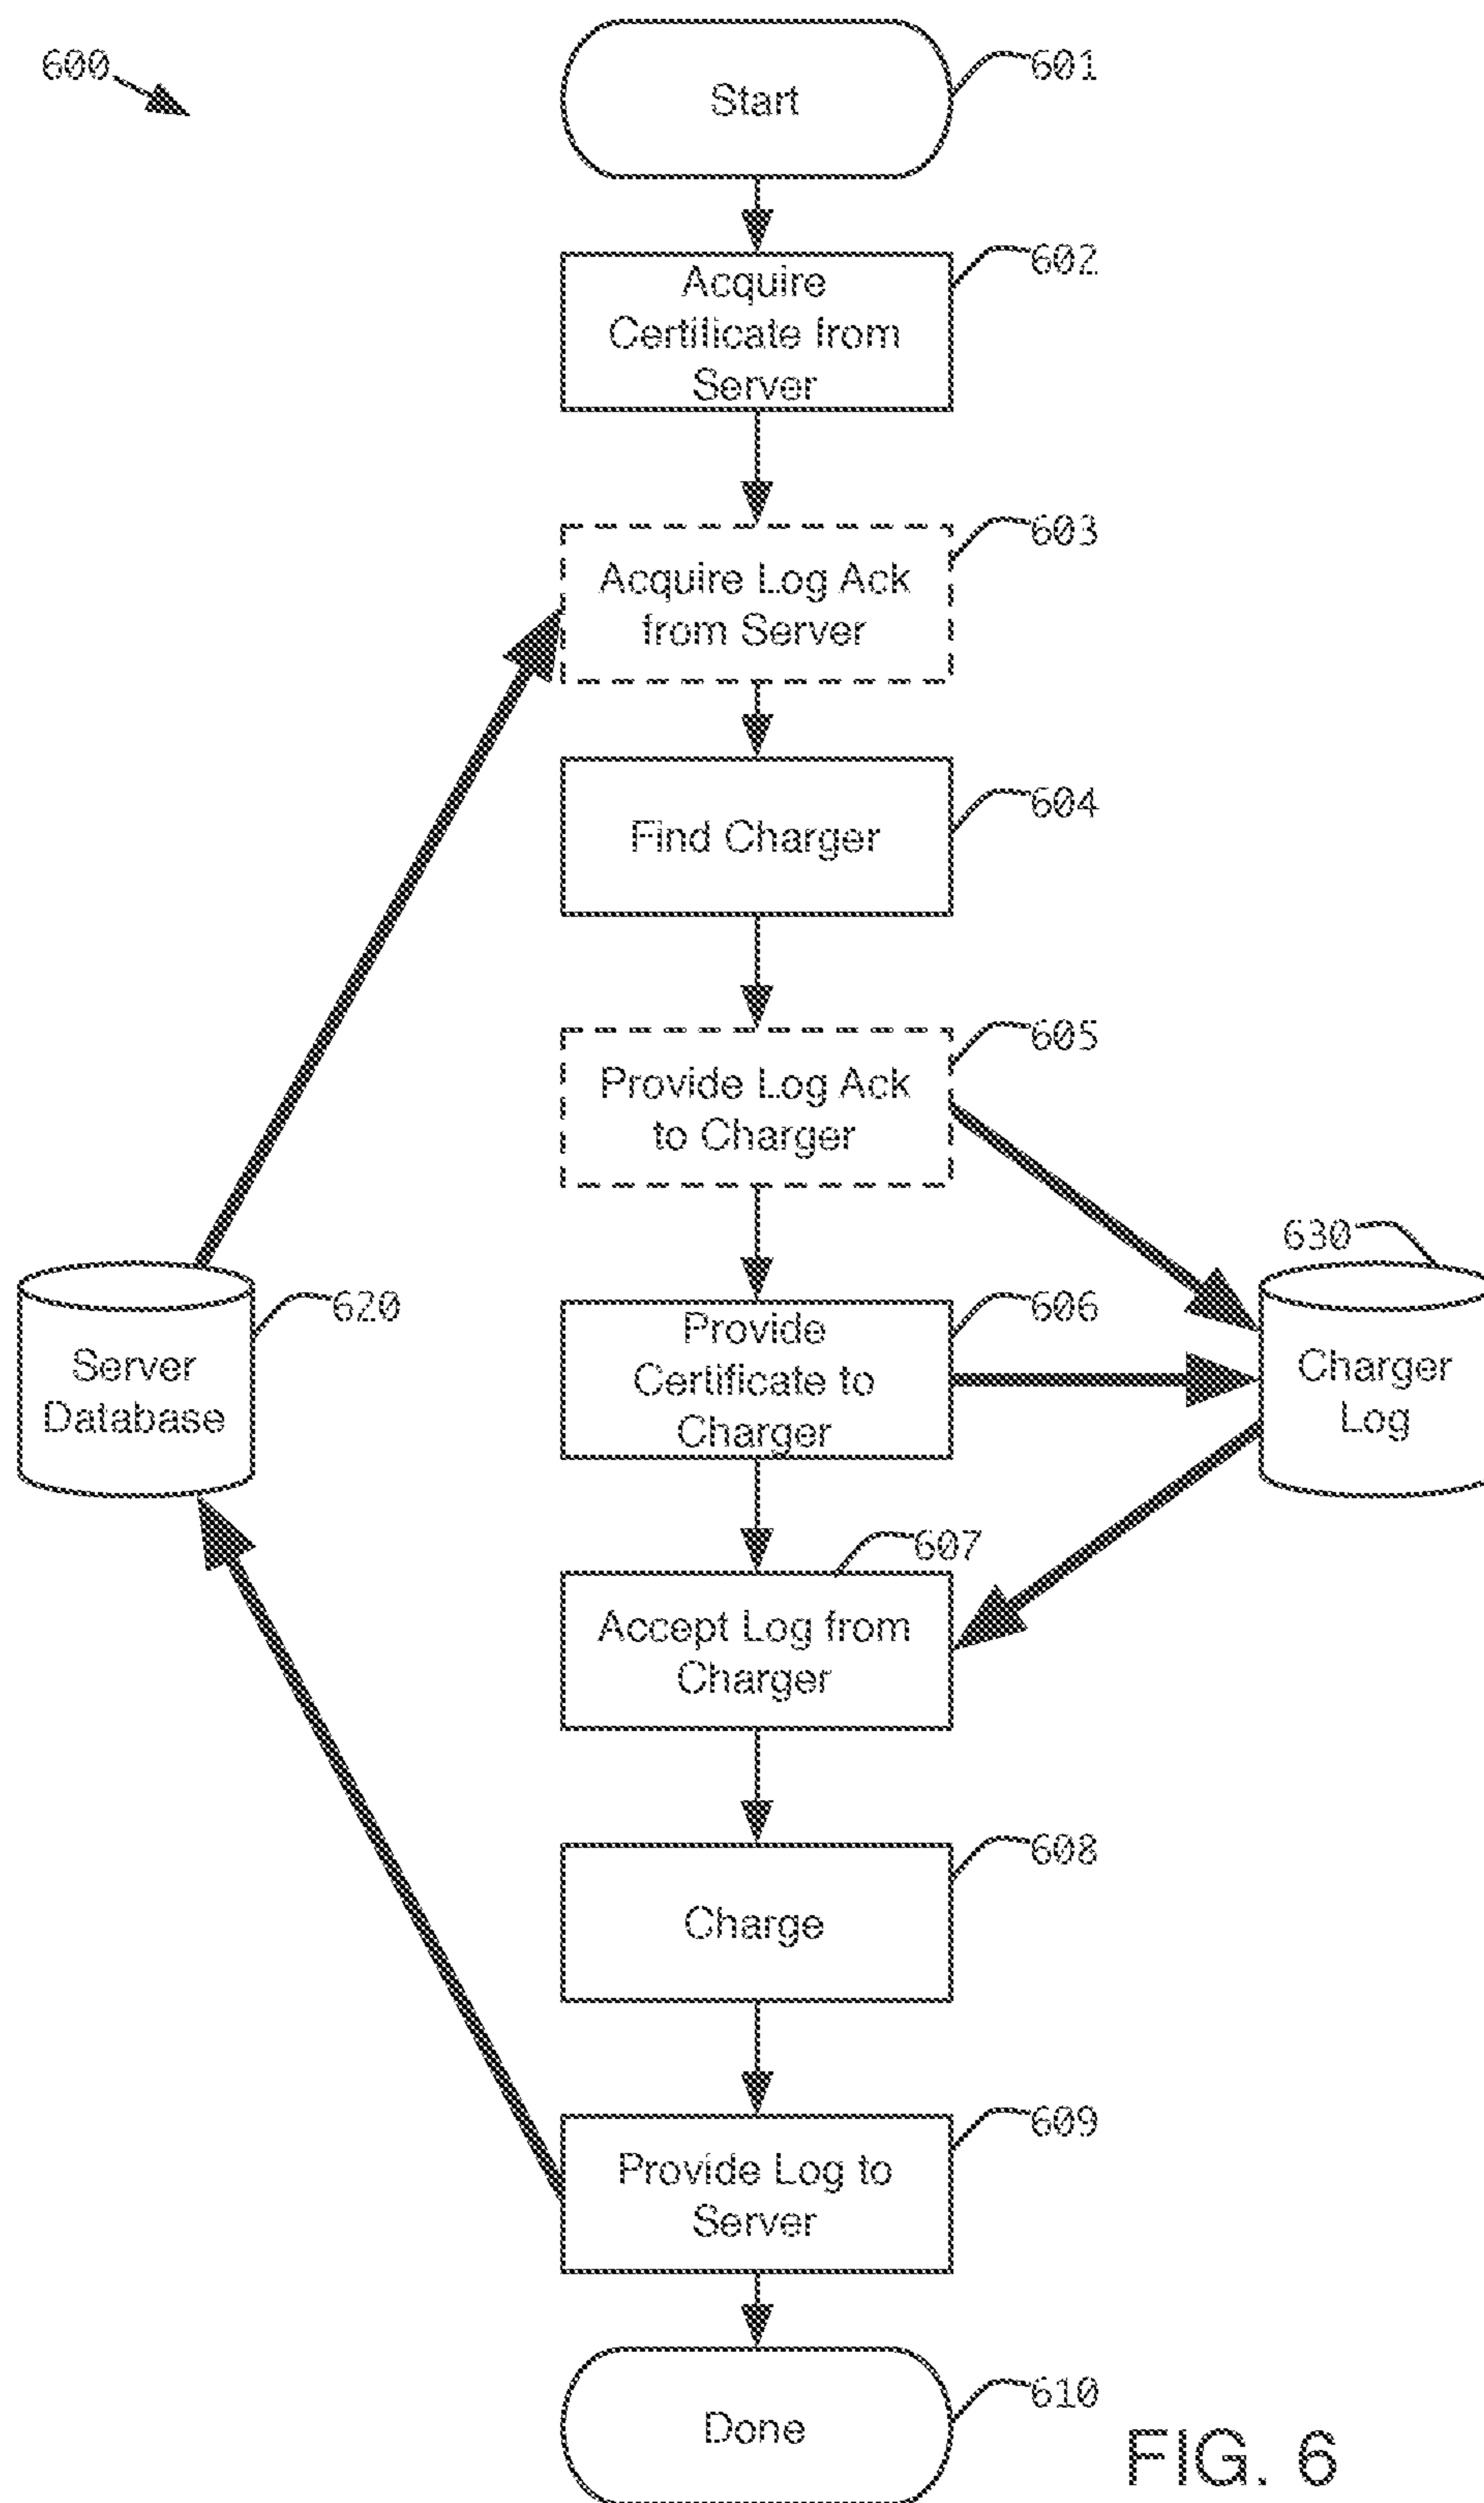 600
Start
601
Acquire
Certificate from
Server
602
Acquire Log Ack
from Server
603
Find Charger
604
Provide Log Ack
to Charger
605
Server
Database
620
Provide
Certificate to
Charger
606
Charger
Log
630
Accept Log from
Charger
607
Charge
608
Provide Log to
Server
609
Done
610
FIG. 6